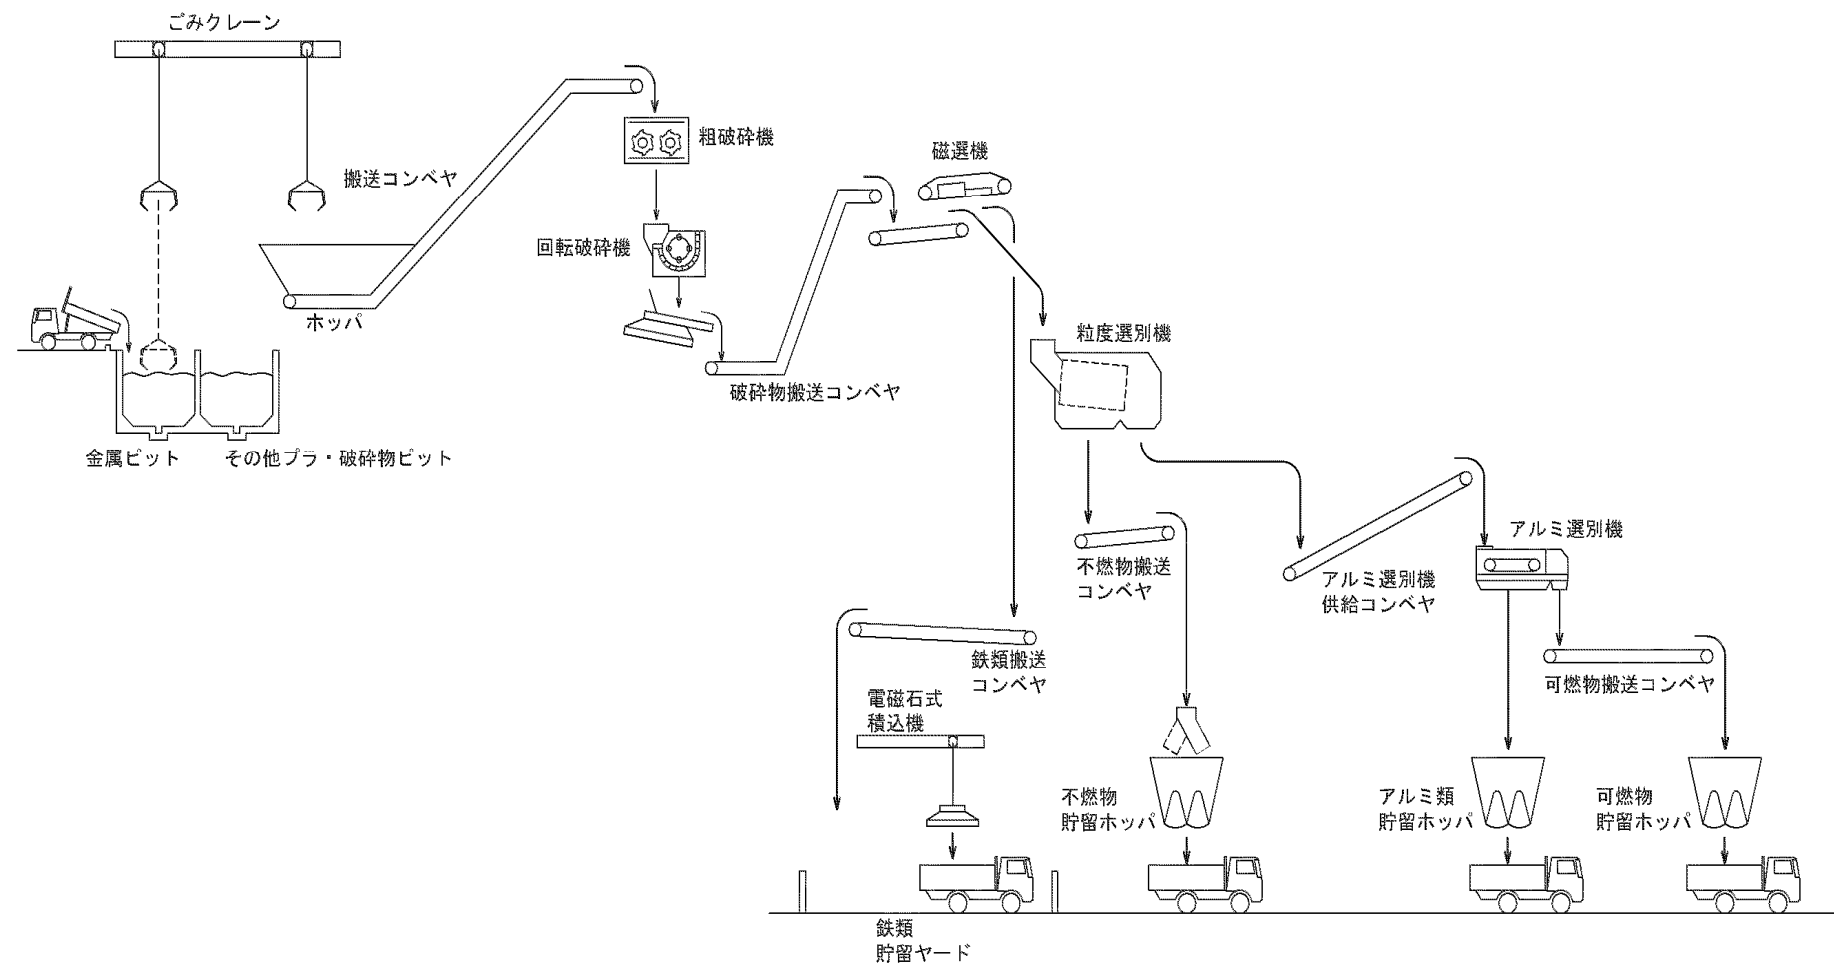 ごみクレーン
搬送コンベヤ
ホッパ
金属ピット
その他プラ・破砕物ピット
粗破砕機
回転破砕機
破砕物搬送コンベヤ
磁選機
粒度選別機
不燃物搬送
コンベヤ
アルミ選別機
供給コンベヤ
アルミ選別機
可燃物搬送コンベヤ
鉄類搬送
コンベヤ
電磁石式
積込機
不燃物
貯留ホッパ
アルミ類
貯留ホッパ
可燃物
貯留ホッパ
鉄類
貯留ヤード